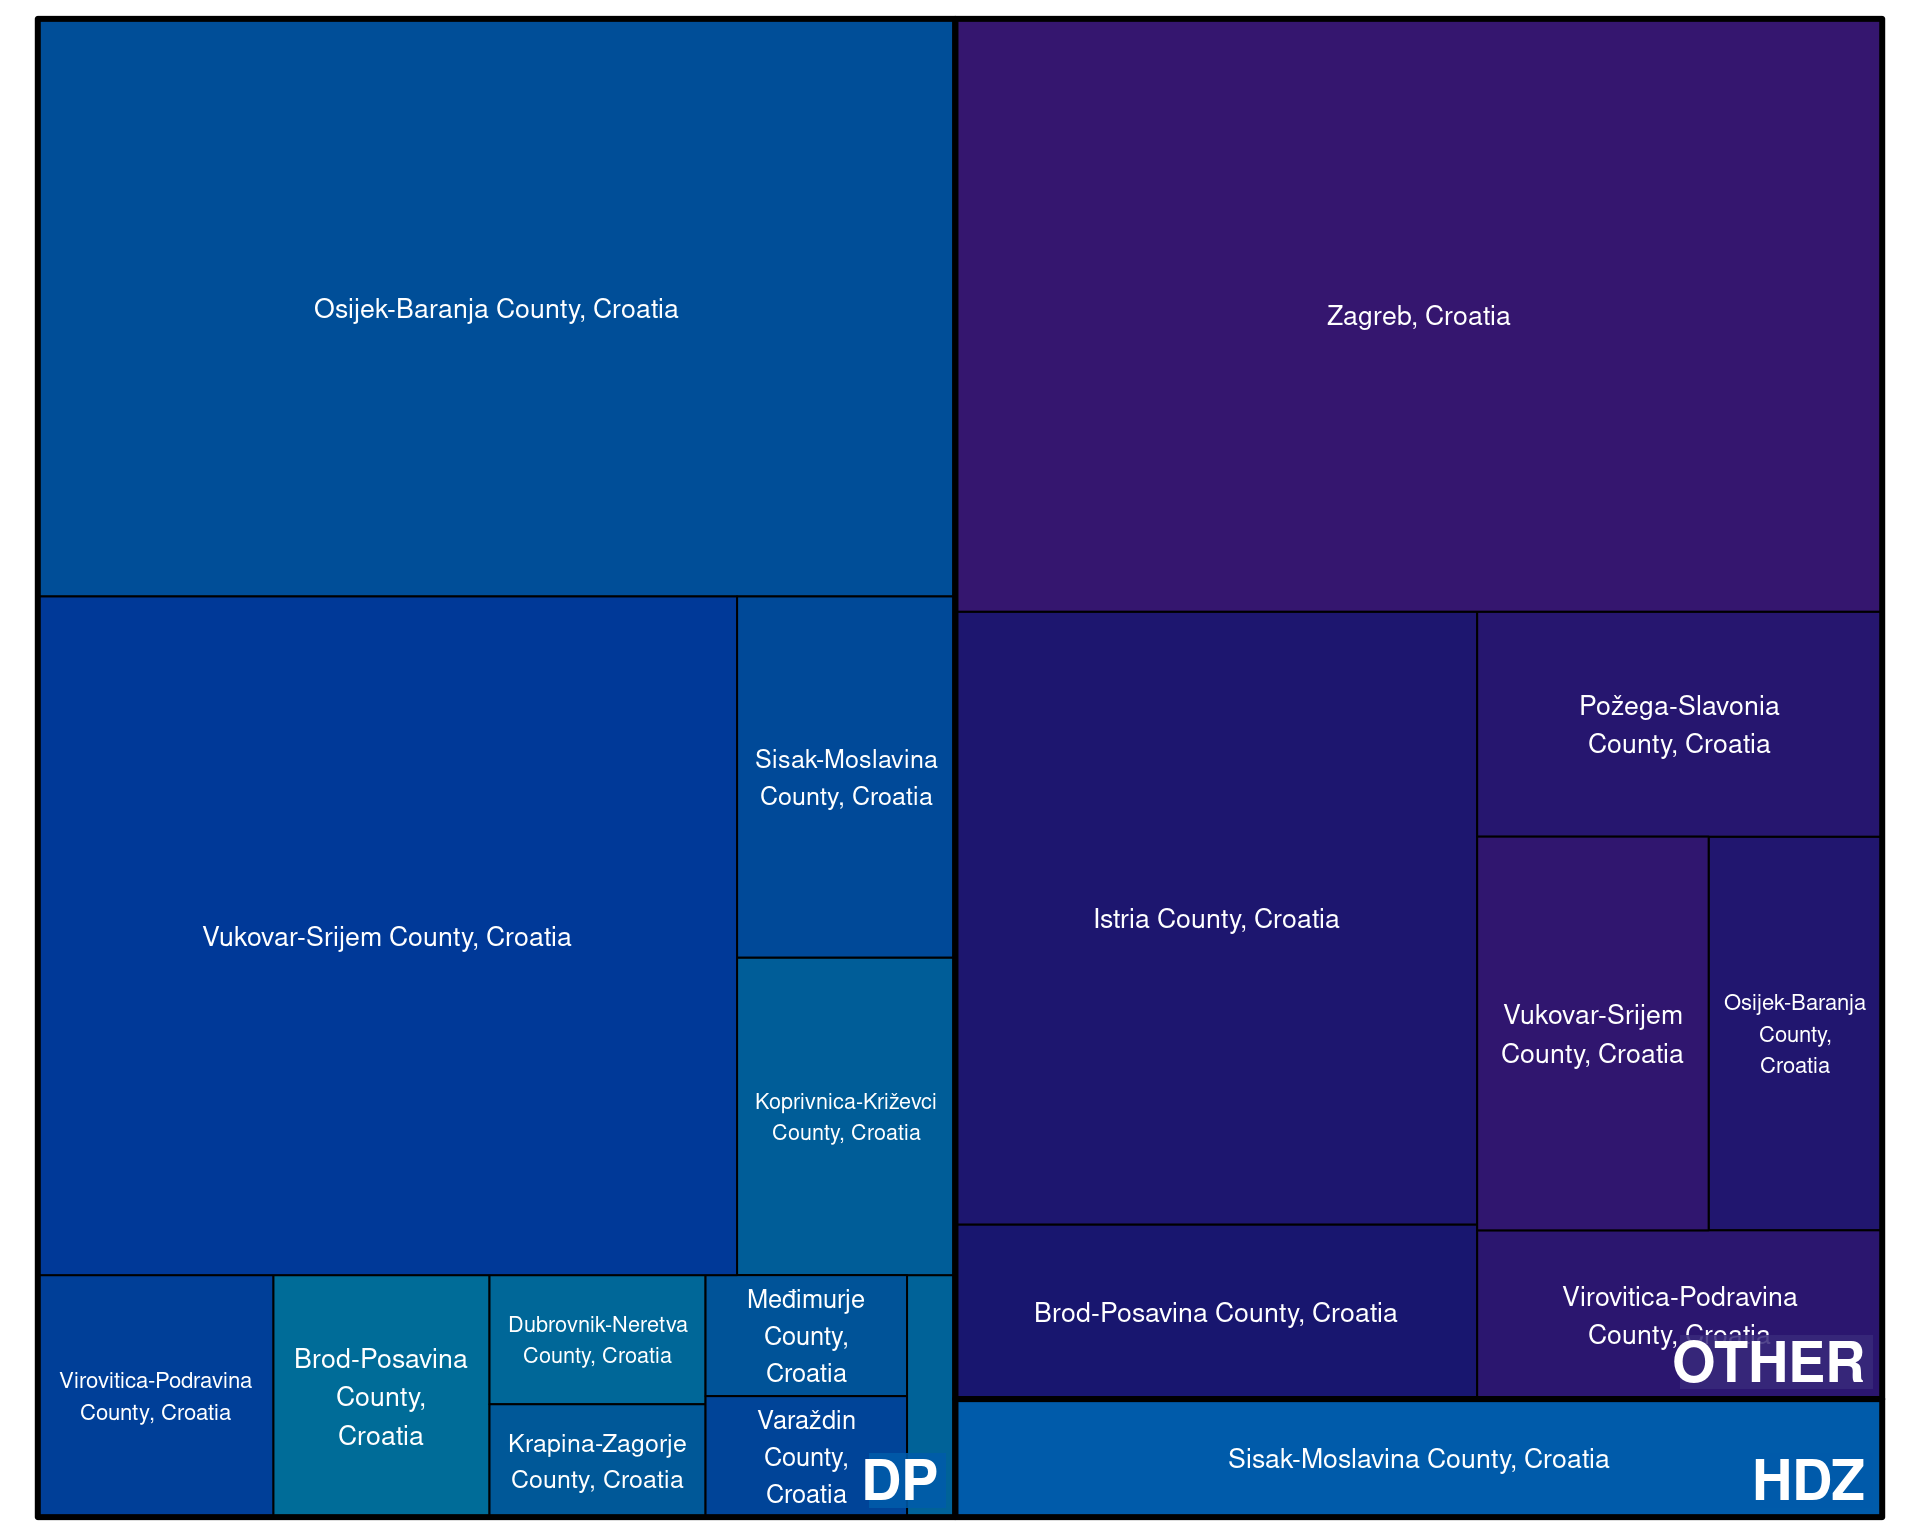 Osijek-Baranja County, Croatia
Vukovar-Srijem County, Croatia
Sisak-Moslavina
County, Croatia
Koprivnica-Križevci
County, Croatia
Virovitica-Podravina
County, Croatia
Brod-Posavina
County,
Croatia
Dubrovnik-Neretva
County, Croatia
Krapina-Zagorje
County, Croatia
Međimurje
County,
Croatia
Varaždin
County,
Croatia
DP
Zagreb, Croatia
Istria County, Croatia
Požega-Slavonia
County, Croatia
Vukovar-Srijem
County, Croatia
Osijek-Baranja
County,
Croatia
Brod-Posavina County, Croatia
Virovitica-Podravina
County, Croatia
OTHER
Sisak-Moslavina County, Croatia
HDZ